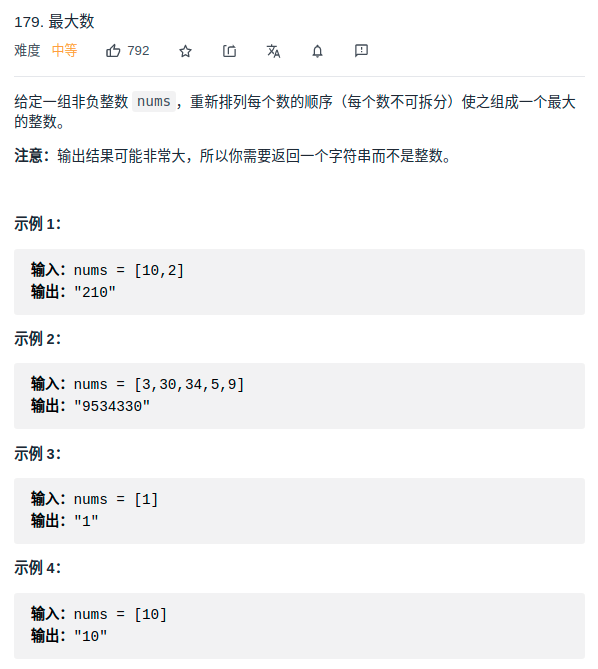 179. 最大数
难度 中等 792
给定一组非负整数 nums，重新排列每个数的顺序（每个数不可拆分）使之组成一个最大
的整数。
注意：输出结果可能非常大，所以你需要返回一个字符串而不是整数。
示例 1：
输入：nums = [10,2]
输出："210"
示例 2：
输入：nums = [3,30,34,5,9]
输出："9534330"
示例 3：
输入：nums = [1]
输出："1"
示例 4：
输入：nums = [10]
输出："10"